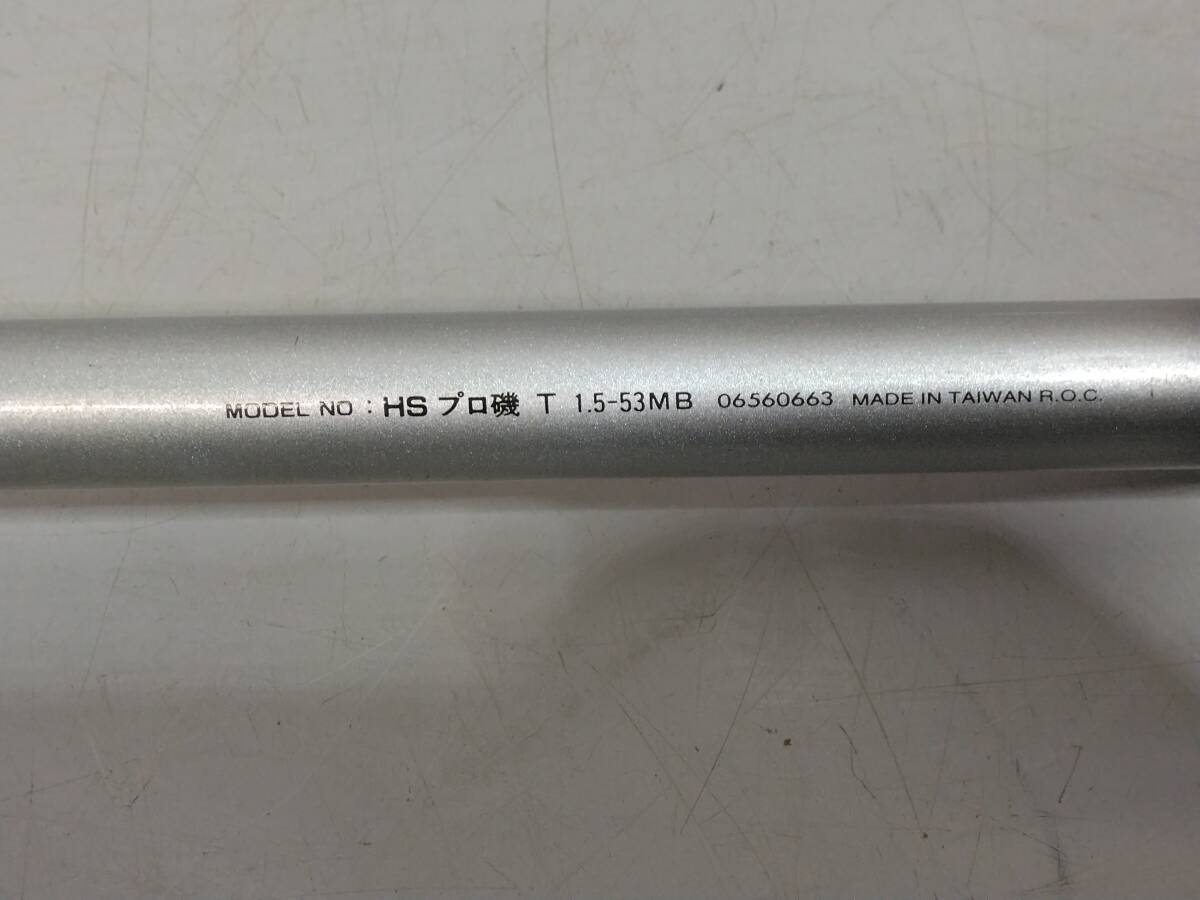 MODEL NO : HS プロ磯 T 1.5-53MB 06560663 MADE IN TAIWAN R.O.C.